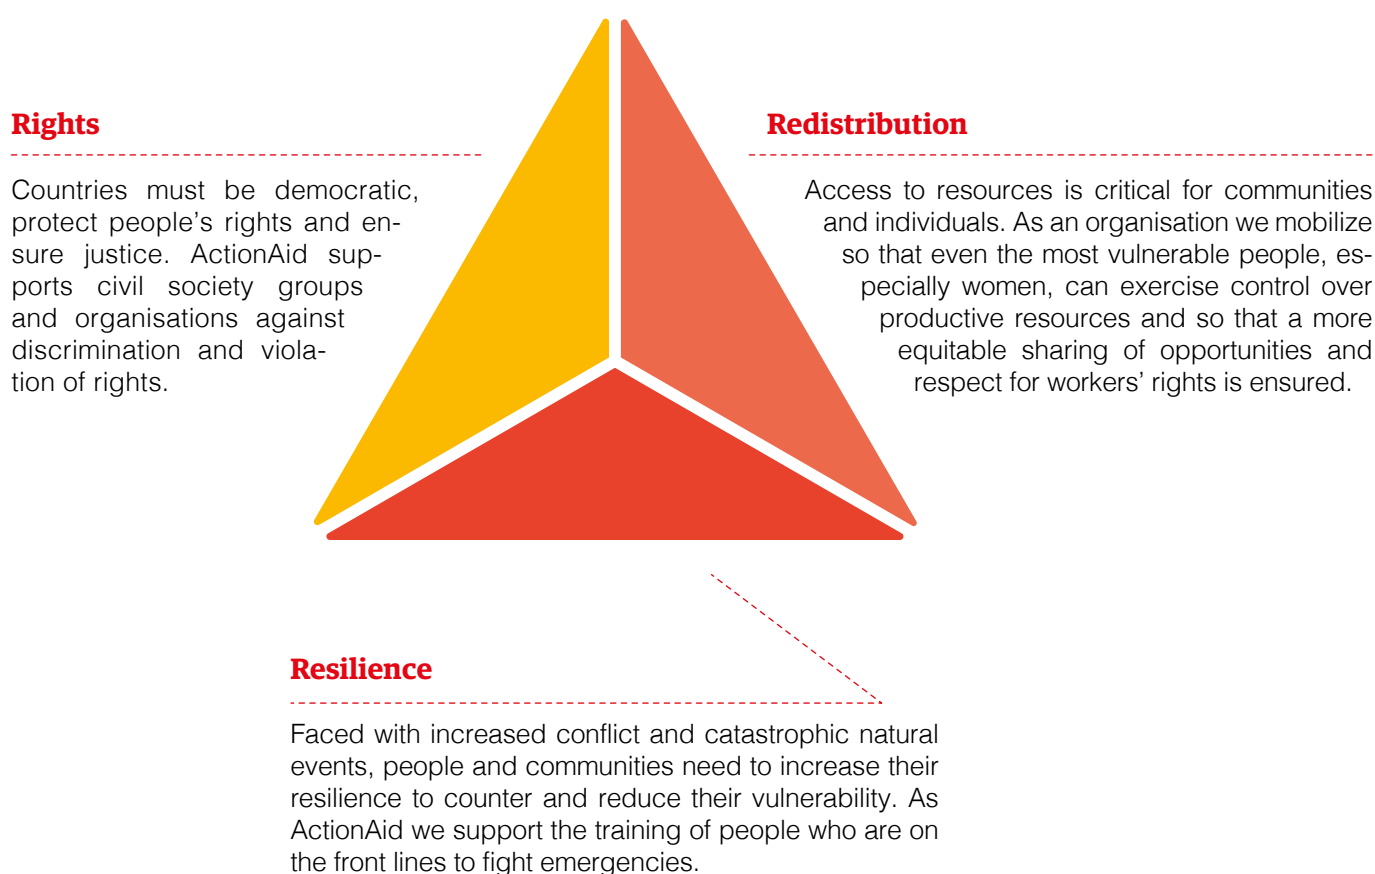 Rights
Countries must be democratic,
protect people's rights and en-
sure justice. ActionAid sup-
ports civil society groups
and organisations against
discrimination and viola-
tion of rights.
Redistribution
Access to resources is critical for communities
and individuals. As an organisation we mobilize
so that even the most vulnerable people, es-
pecially women, can exercise control over
productive resources and so that a more
equitable sharing of opportunities and
respect for workers' rights is ensured.
Resilience
Faced with increased conflict and catastrophic natural
events, people and communities need to increase their
resilience to counter and reduce their vulnerability. As
ActionAid we support the training of people who are on
the front lines to fight emergencies.